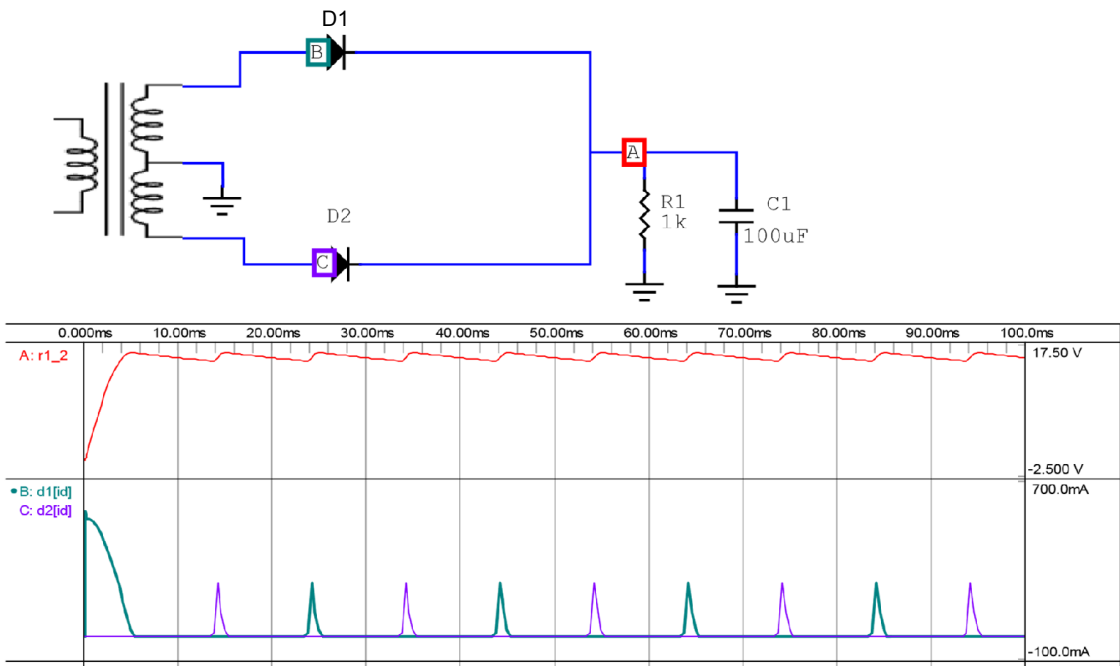 D1
B
A
R1
1k
C1
100uF
D2
C
0.000ms 10.00ms 20.00ms 30.00ms 40.00ms 50.00ms 60.00ms 70.00ms 80.00ms 90.00ms 100.0ms
A: r1_2
17.50 V
-2.500 V
B: d1[id]
700.0mA
C: d2[id]
-100.0mA